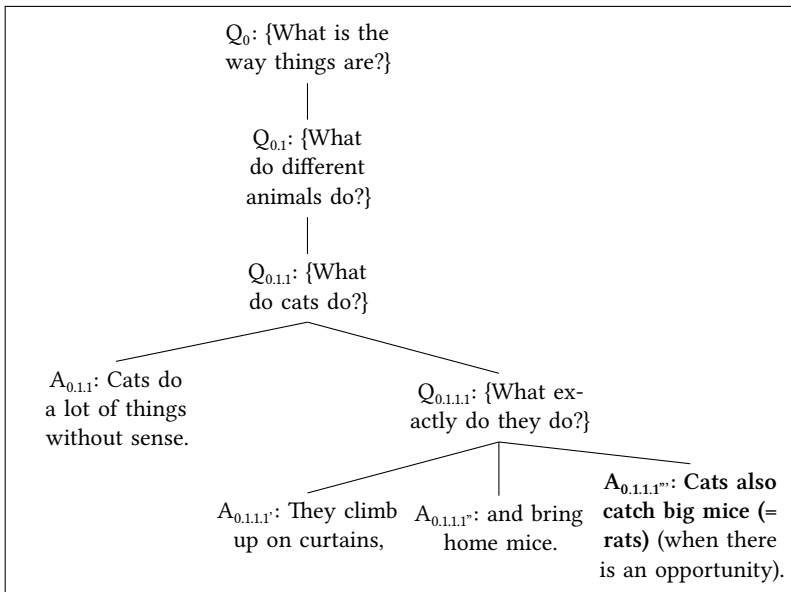 Q₀: {What is the
way things are?}
Q₀.₁: {What
do different
animals do?}
Q₀.₁.₁: {What
do cats do?}
A₀.₁.₁: Cats do
a lot of things
without sense.
Q₀.₁.₁.₁: {What ex-
actly do they do?}
A₀.₁.₁.₁': They climb
up on curtains,
A₀.₁.₁.₁'': and bring
home mice.
A₀.₁.₁.₁''': Cats also
catch big mice (=
rats) (when there
is an opportunity).